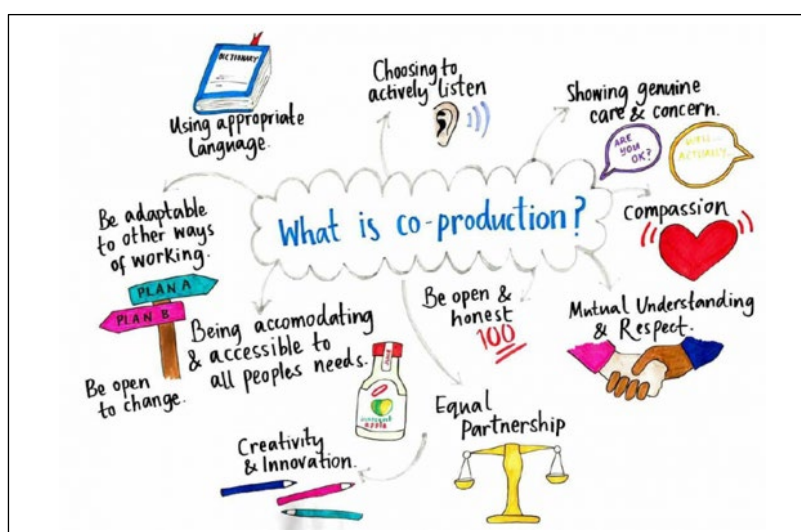 What is co-production?
DICTIONARY
Using appropriate
language.
Choosing to
actively listen
Showing genuine
care & concern.
ARE
YOU
OK?
WELL...
ACTUALLY...
Compassion
Mutual Understanding
& Respect.
Be open &
honest
100
Equal
Partnership
Creativity
& Innovation.
Being accomodating
& accessible to
all peoples needs.
Be adaptable
to other ways
of working.
PLAN A
PLAN B
Be open
to change.